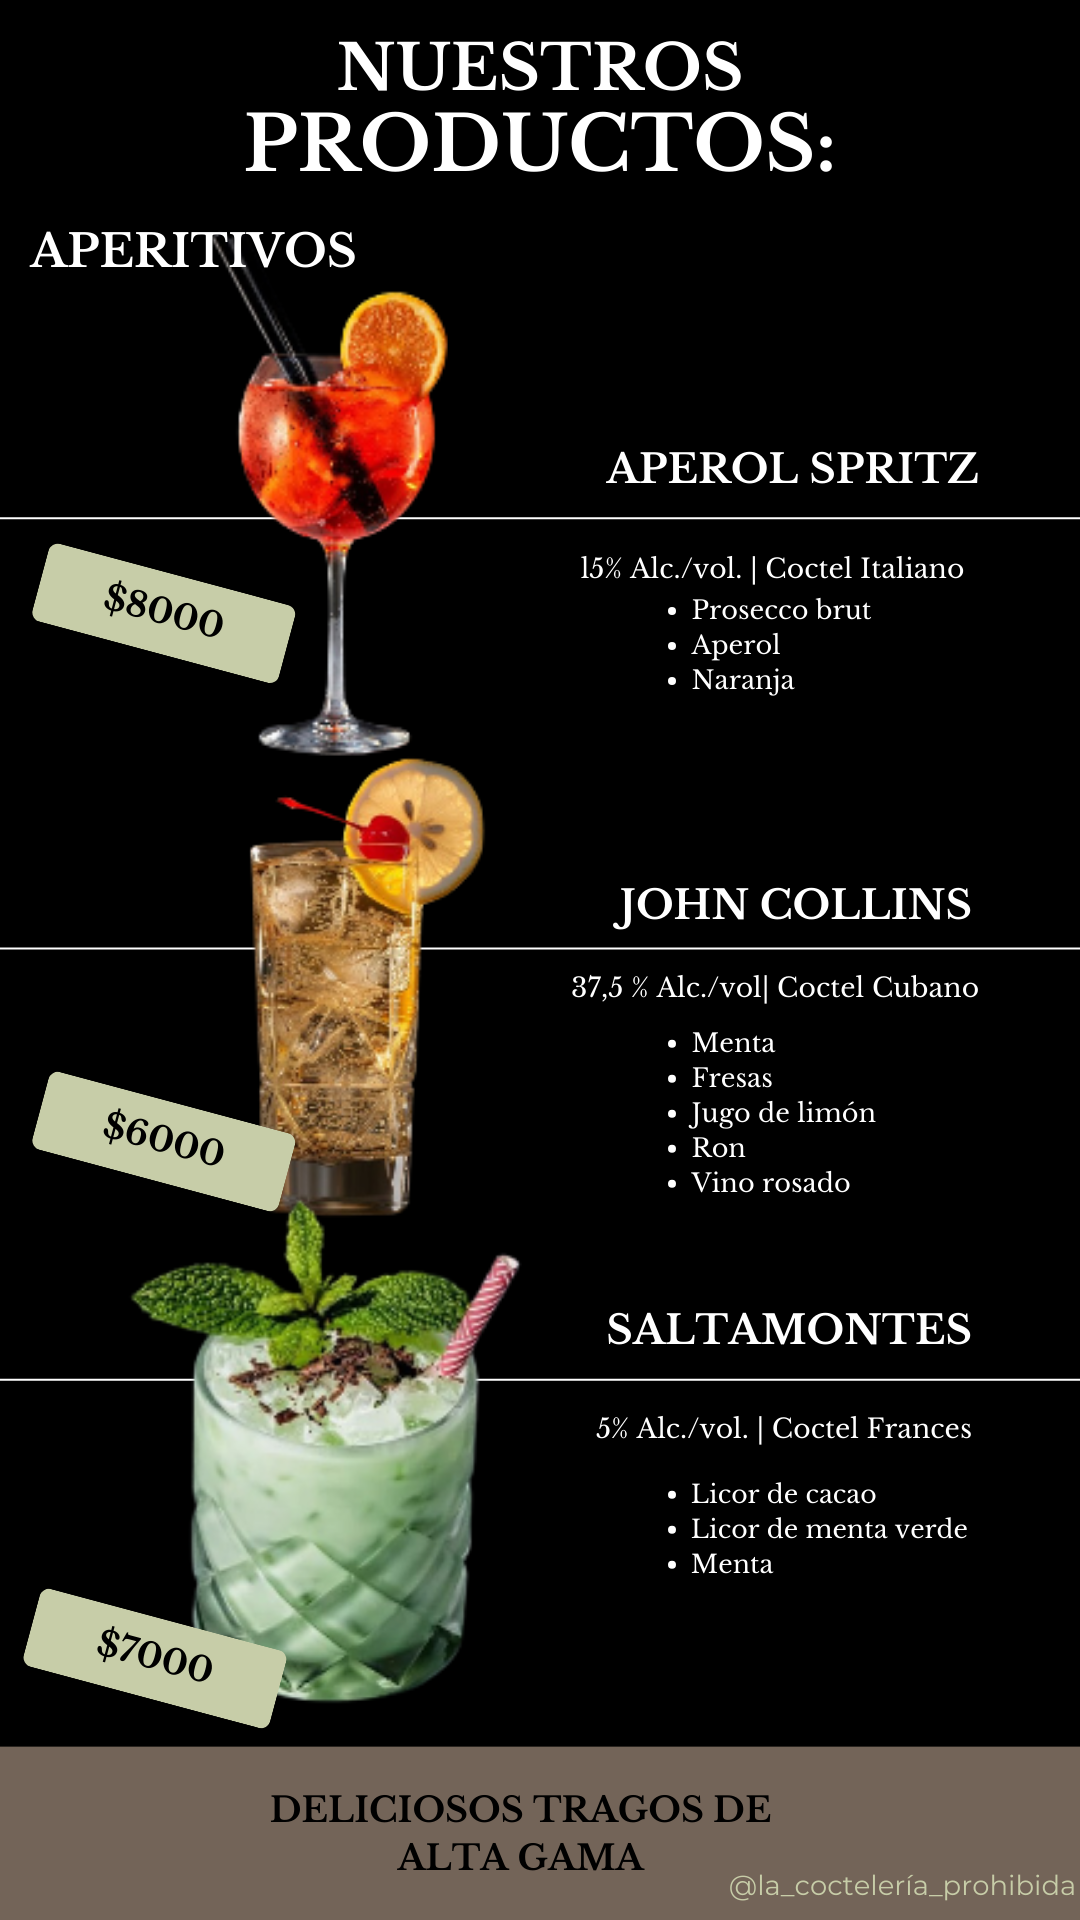 NUESTROS
PRODUCTOS:
APERITIVOS
APEROL SPRITZ
15% Alc./vol. | Coctel Italiano
• Prosecco brut
• Aperol
• Naranja
$8000
JOHN COLLINS
37,5 % Alc./vol| Coctel Cubano
• Menta
• Fresas
• Jugo de limón
• Ron
• Vino rosado
$6000
SALTAMONTES
5% Alc./vol. | Coctel Frances
• Licor de cacao
• Licor de menta verde
• Menta
$7000
DELICIOSOS TRAGOS DE
ALTA GAMA
@la_coctelería_prohibida